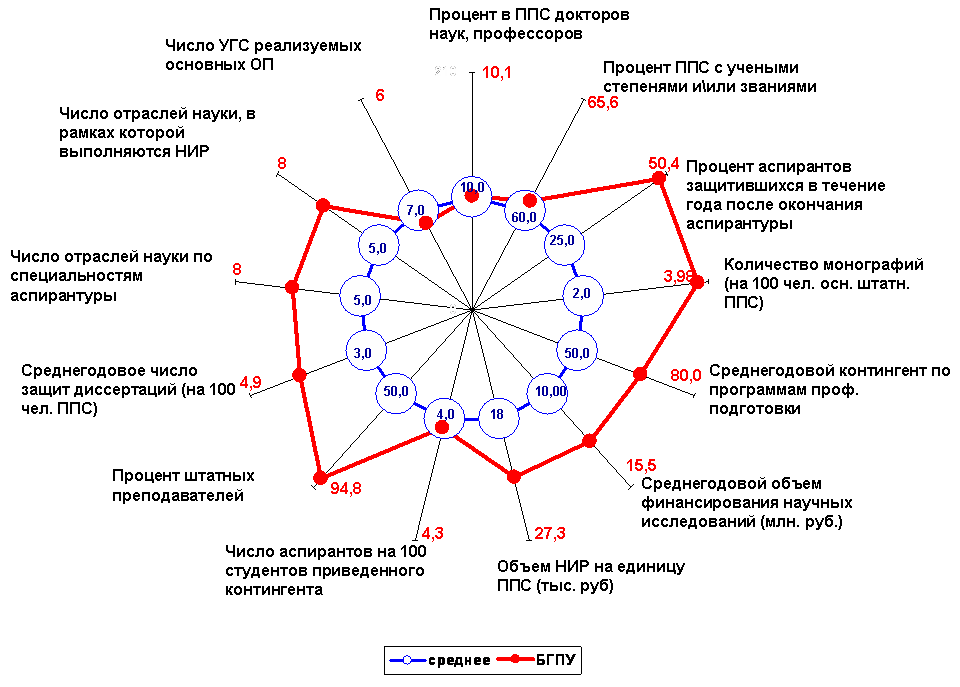 Процент в ППС докторов
наук, профессоров
10,1
Процент ППС с учеными
степенями и\или званиями
65,6
Процент аспирантов
защитившихся в течение
года после окончания
аспирантуры
50,4
Количество монографий
(на 100 чел. осн. штатн.
ППС)
3,98
Среднегодовой контингент по
программам проф.
подготовки
80,0
Среднегодовой объем
финансирования научных
исследований (млн. руб.)
15,5
Объем НИР на единицу
ППС (тыс. руб)
27,3
Число аспирантов на 100
студентов приведенного
контингента
4,3
Процент штатных
преподавателей
94,8
Среднегодовое число
защит диссертаций (на 100
чел. ППС)
4,9
Число отраслей науки по
специальностям
аспирантуры
8
Число отраслей науки, в
рамках которой
выполняются НИР
8
Число УГС реализуемых
основных ОП
6
10,0
60,0
25,0
2,0
50,0
10,00
18
4,0
50,0
3,0
5,0
5,0
7,0
среднее
БГПУ